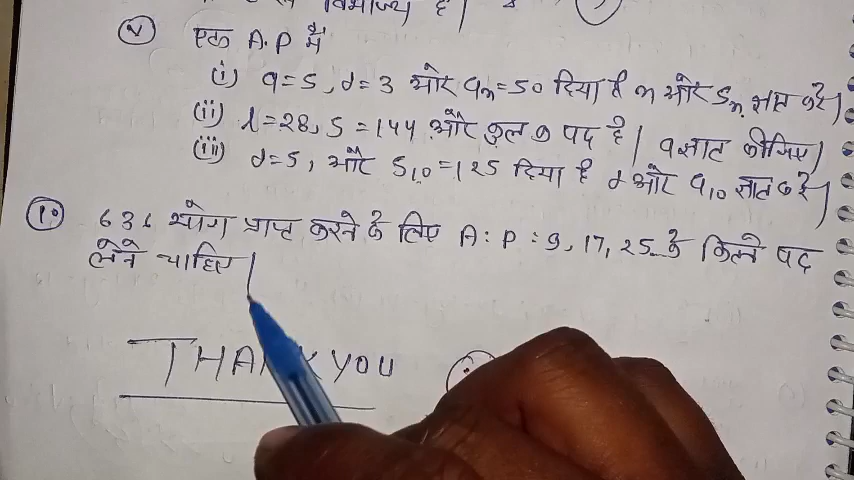 विभाज्य है|
एक A.P में
(i) a=5, d=3 और an=50 दिया है n और Sn ज्ञात करें|
(ii) l=28, S=144 और कुल 9 पद है| a ज्ञात कीजिए|
(iii) d=5, और S10=125 दिया है d और a10 ज्ञात करें|
(10) 636 योग प्राप्त करने के लिए A:P: 9, 17, 25.. के कितने पद
लेने चाहिए|
THANK YOU